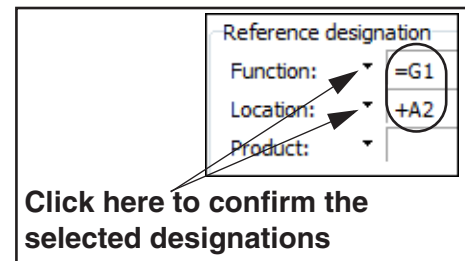 Reference designation
Function: =G1
Location: +A2
Product:
Click here to confirm the
selected designations